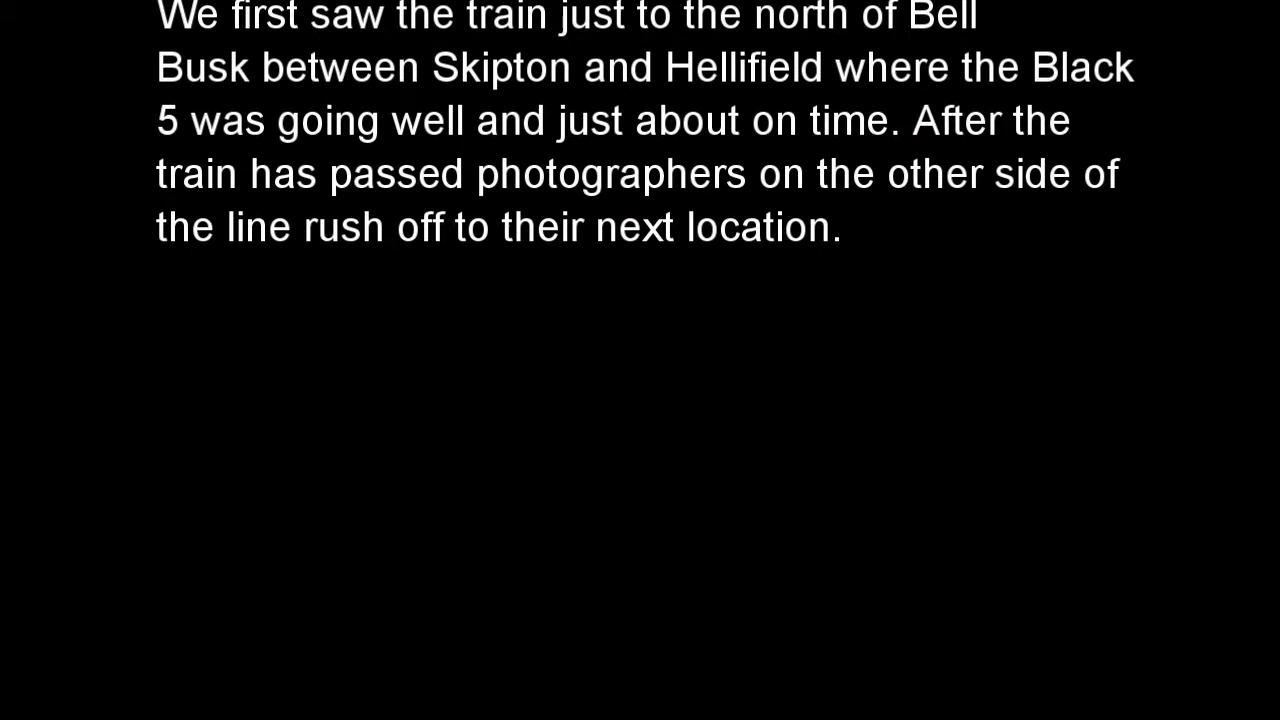 We first saw the train just to the north of Bell
Busk between Skipton and Hellifield where the Black
5 was going well and just about on time. After the
train has passed photographers on the other side of
the line rush off to their next location.